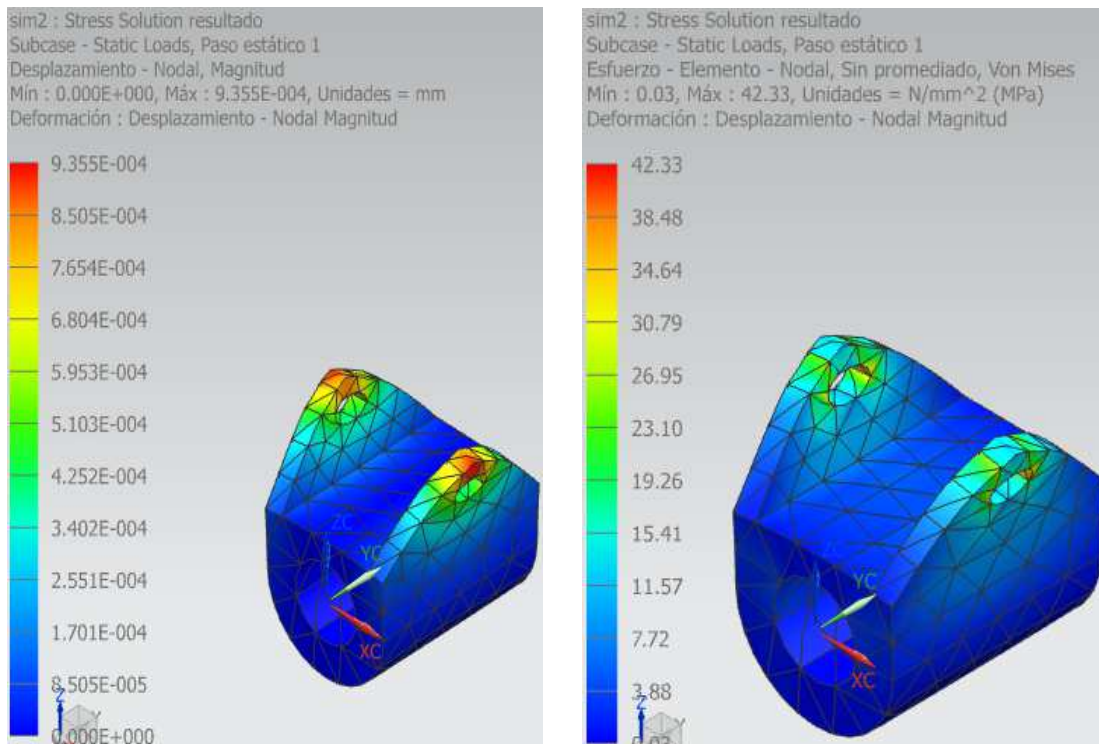 sim2 : Stress Solution resultado
Subcase - Static Loads, Paso estático 1
Desplazamiento - Nodal, Magnitud
Mín : 0.000E+000, Máx : 9.355E-004, Unidades = mm
Deformación : Desplazamiento - Nodal Magnitud
9.355E-004
8.505E-004
7.654E-004
6.804E-004
5.953E-004
5.103E-004
4.252E-004
3.402E-004
2.551E-004
1.701E-004
8.505E-005
0.000E+000
ZC
YC
XC
Z
Y
sim2 : Stress Solution resultado
Subcase - Static Loads, Paso estático 1
Esfuerzo - Elemento - Nodal, Sin promediado, Von Mises
Mín : 0.03, Máx : 42.33, Unidades = N/mm^2 (MPa)
Deformación : Desplazamiento - Nodal Magnitud
42.33
38.48
34.64
30.79
26.95
23.10
19.26
15.41
11.57
7.72
3.88
0.03
ZC
YC
XC
Z
Y